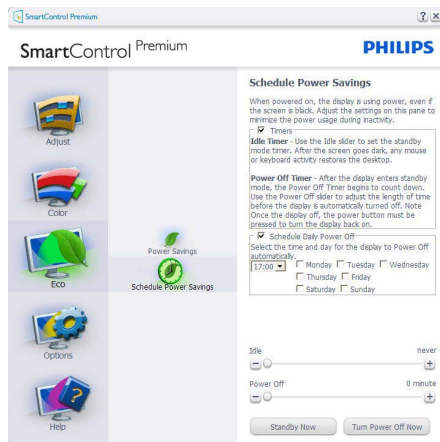 SmartControl Premium
SmartControl Premium
PHILIPS
Adjust
Color
Eco
Options
Help
Power Savings
Schedule Power Savings
Schedule Power Savings
When powered on, the display is using power, even if
the screen is black. Adjust the settings on this pane to
minimize the power usage during inactivity.
Timers
Idle Timer - Use the Idle slider to set the standby
mode timer. After the screen goes dark, any mouse
or keyboard activity restores the desktop.
Power Off Timer - After the display enters standby
mode, the Power Off Timer begins to count down.
Use the Power Off slider to adjust the length of time
before the display is automatically turned off. Note
Once the display off, the power button must be
pressed to turn the display back on.
Schedule Daily Power Off
Select the time and day for the display to Power Off
automatically.
17:00 Monday Tuesday Wednesday
Thursday Friday
Saturday Sunday
Idle never
Power Off 0 minute
Standby Now Turn Power Off Now